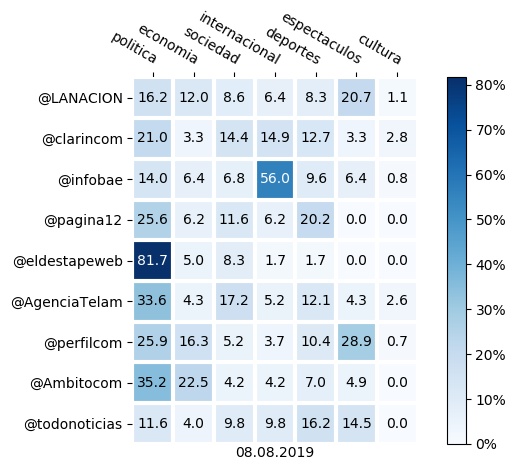 politica economia sociedad internacional deportes espectaculos cultura
@LANACION 16.2 12.0 8.6 6.4 8.3 20.7 1.1
@clarincom 21.0 3.3 14.4 14.9 12.7 3.3 2.8
@infobae 14.0 6.4 6.8 56.0 9.6 6.4 0.8
@pagina12 25.6 6.2 11.6 6.2 20.2 0.0 0.0
@eldestapeweb 81.7 5.0 8.3 1.7 1.7 0.0 0.0
@AgenciaTelam 33.6 4.3 17.2 5.2 12.1 4.3 2.6
@perfilcom 25.9 16.3 5.2 3.7 10.4 28.9 0.7
@Ambitocom 35.2 22.5 4.2 4.2 7.0 4.9 0.0
@todonoticias 11.6 4.0 9.8 9.8 16.2 14.5 0.0
08.08.2019
80%
70%
60%
50%
40%
30%
20%
10%
0%